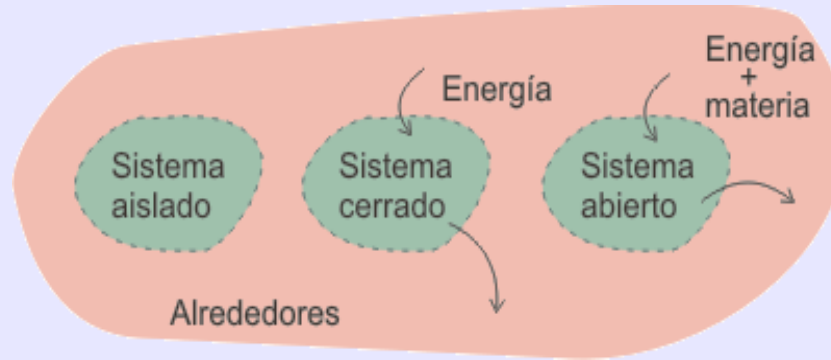 Energía
+
materia
Energía
Sistema
aislado
Sistema
cerrado
Sistema
abierto
Alrededores